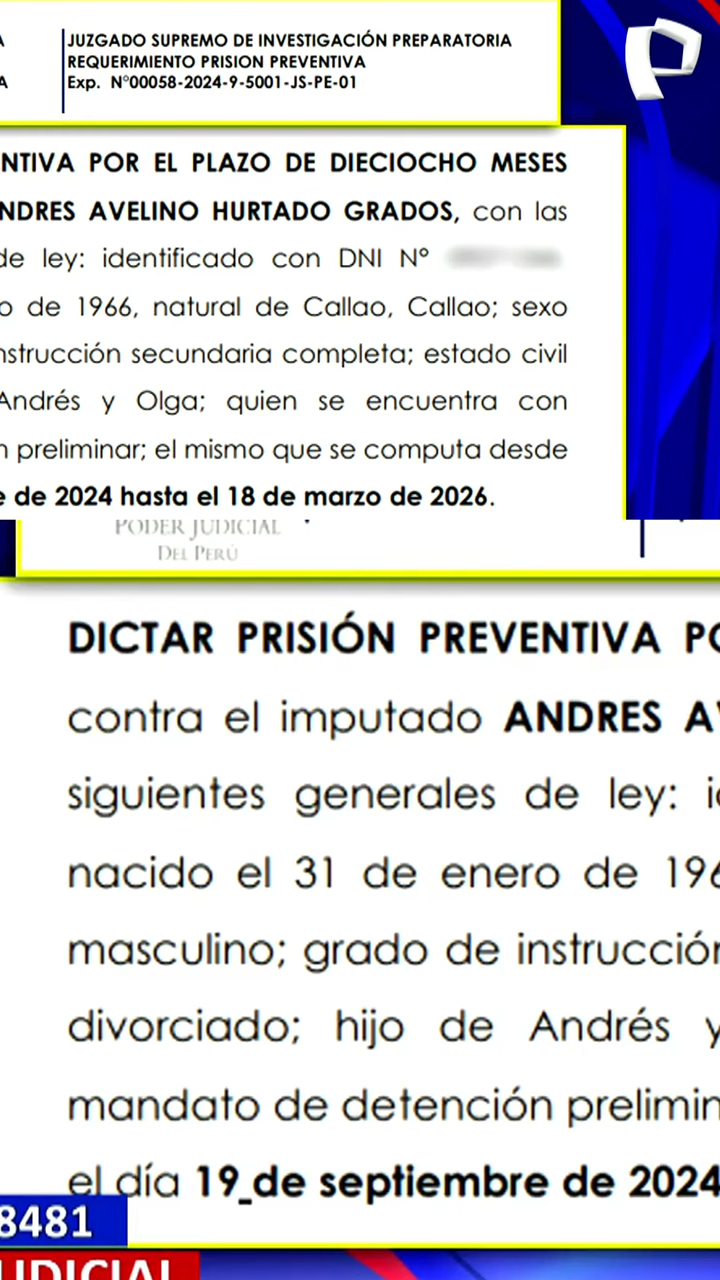 A
JUZGADO SUPREMO DE INVESTIGACIÓN PREPARATORIA
REQUERIMIENTO PRISION PREVENTIVA
A
Exp. N°00058-2024-9-5001-JS-PE-01
NTIVA POR EL PLAZO DE DIECIOCHO MESES
NDRES AVELINO HURTADO GRADOS, con las
de ley: identificado con DNI N°
o de 1966, natural de Callao, Callao; sexo
nstrucción secundaria completa; estado civil
Andrés y Olga; quien se encuentra con
n preliminar; el mismo que se computa desde
e de 2024 hasta el 18 de marzo de 2026.
PODER JUDICIAL
DEL PERÚ
DICTAR PRISIÓN PREVENTIVA PO
contra el imputado ANDRES AV
siguientes generales de ley: id
nacido el 31 de enero de 196
masculino; grado de instrucción
divorciado; hijo de Andrés y
mandato de detención prelimin
el día 19_de septiembre de 2024
8481
JUDICIAL